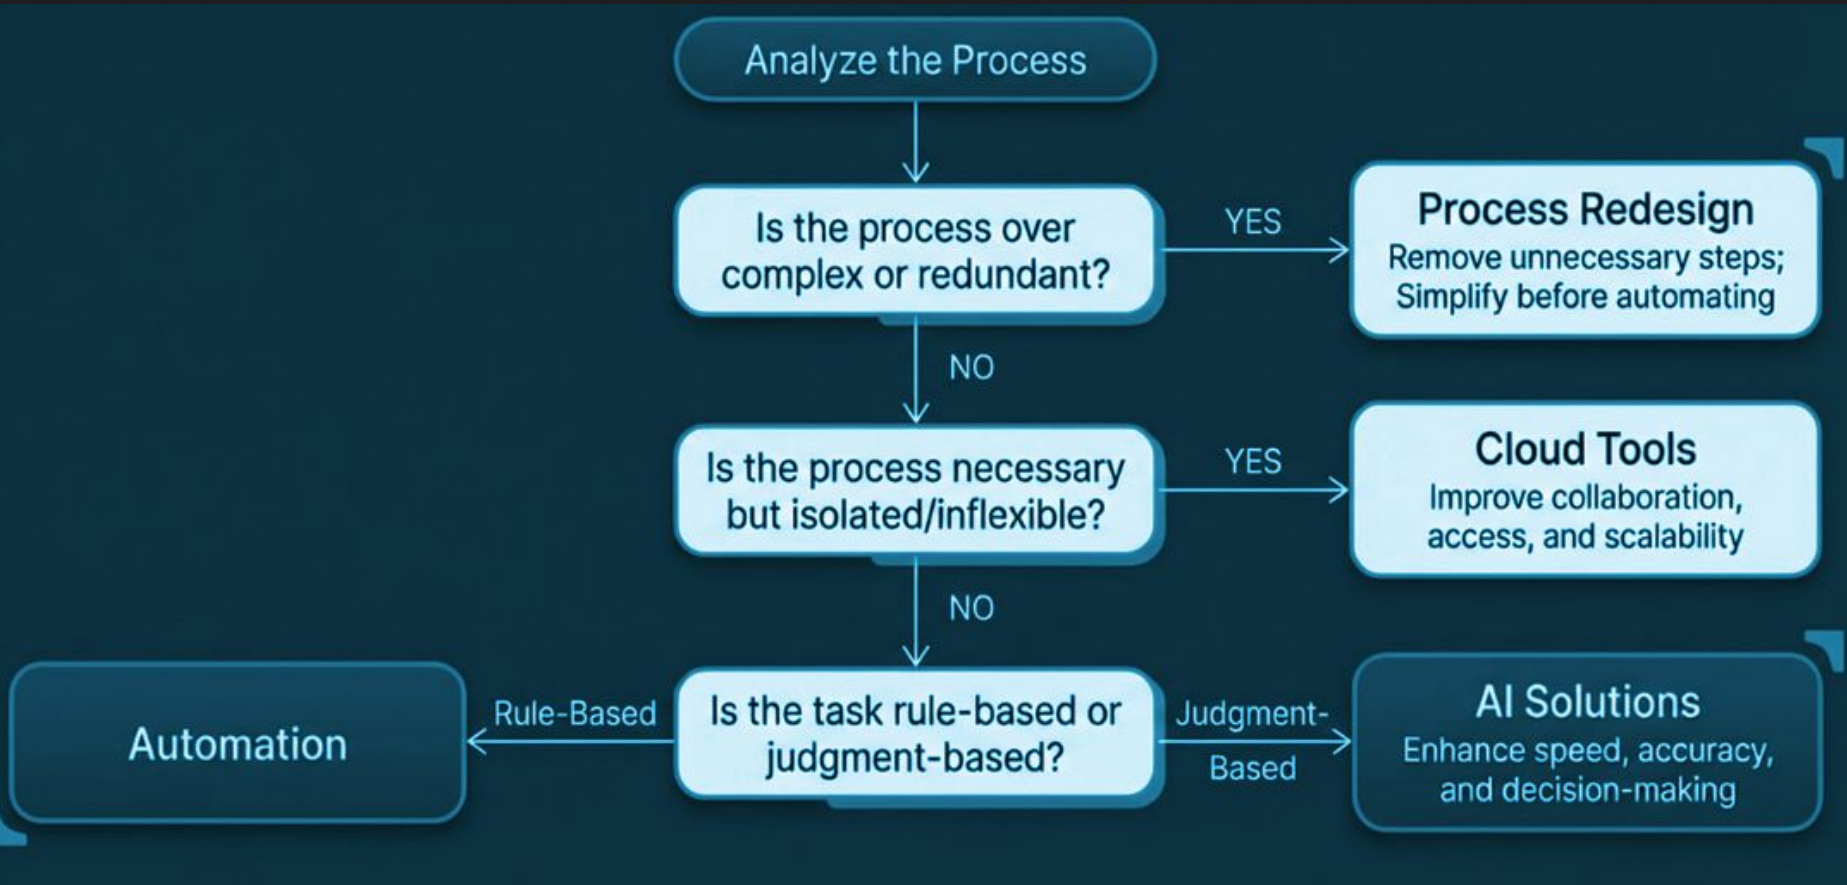 Analyze the Process
Is the process over
complex or redundant?
YES
Process Redesign
Remove unnecessary steps;
Simplify before automating
NO
Is the process necessary
but isolated/inflexible?
YES
Cloud Tools
Improve collaboration,
access, and scalability
NO
Automation
Rule-Based
Is the task rule-based or
judgment-based?
Judgment-
Based
AI Solutions
Enhance speed, accuracy,
and decision-making